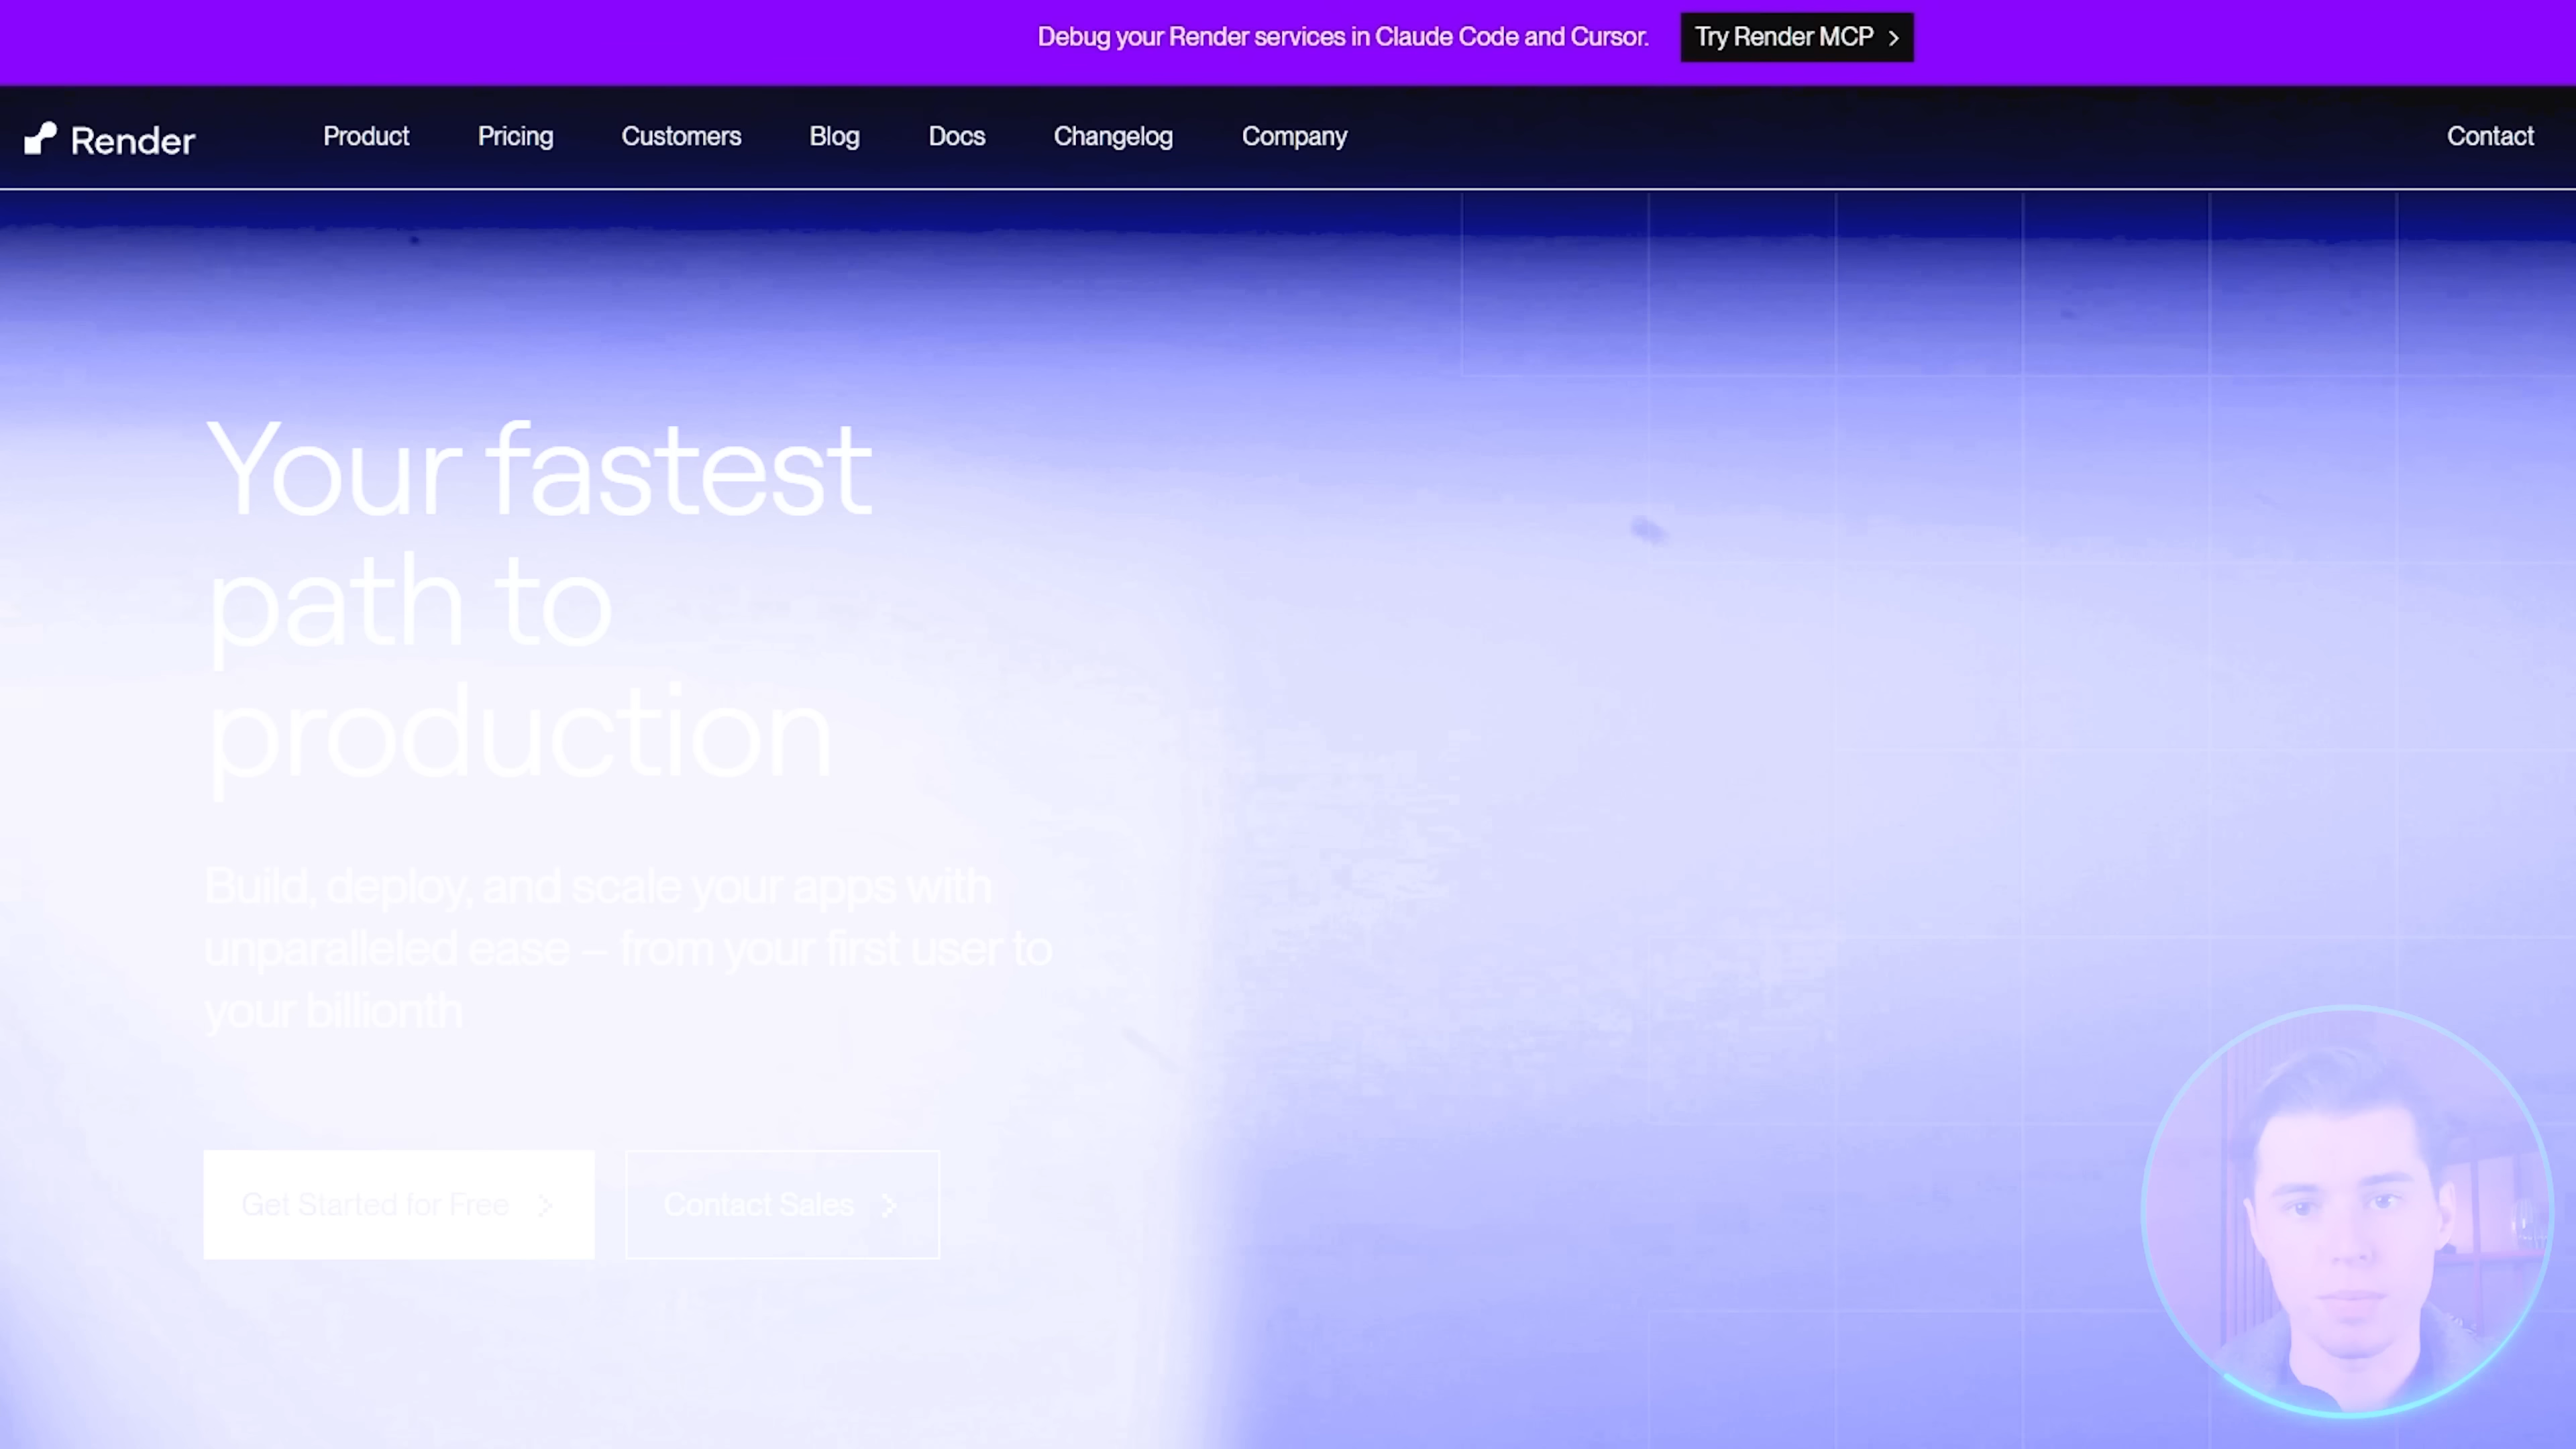 Debug your Render services in Claude Code and Cursor. Try Render MCP
Render Product Pricing Customers Blog Docs Changelog Company Contact
Your fastest
path to
production
Build, deploy, and scale your apps with
unparalleled ease – from your first user to
your billionth
Get Started for Free Contact Sales